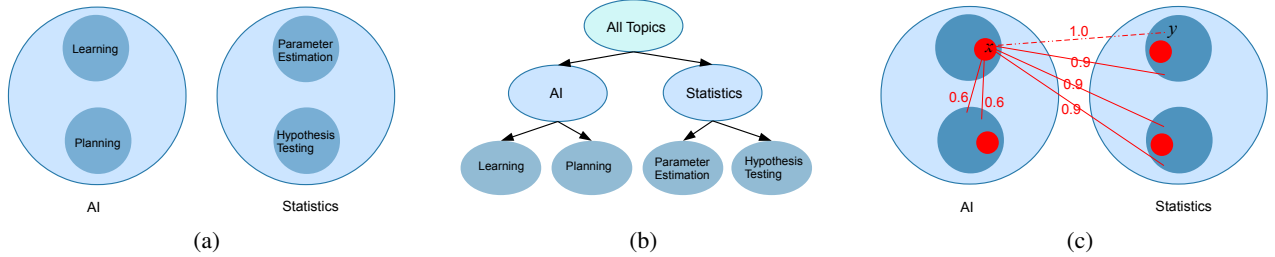 Learning
Planning
AI
Parameter
Estimation
Hypothesis
Testing
Statistics
(a)
All Topics
AI
Statistics
Learning
Planning
Parameter
Estimation
Hypothesis
Testing
(b)
x
1.0
y
0.9
0.9
0.9
0.6
0.6
AI
Statistics
(c)